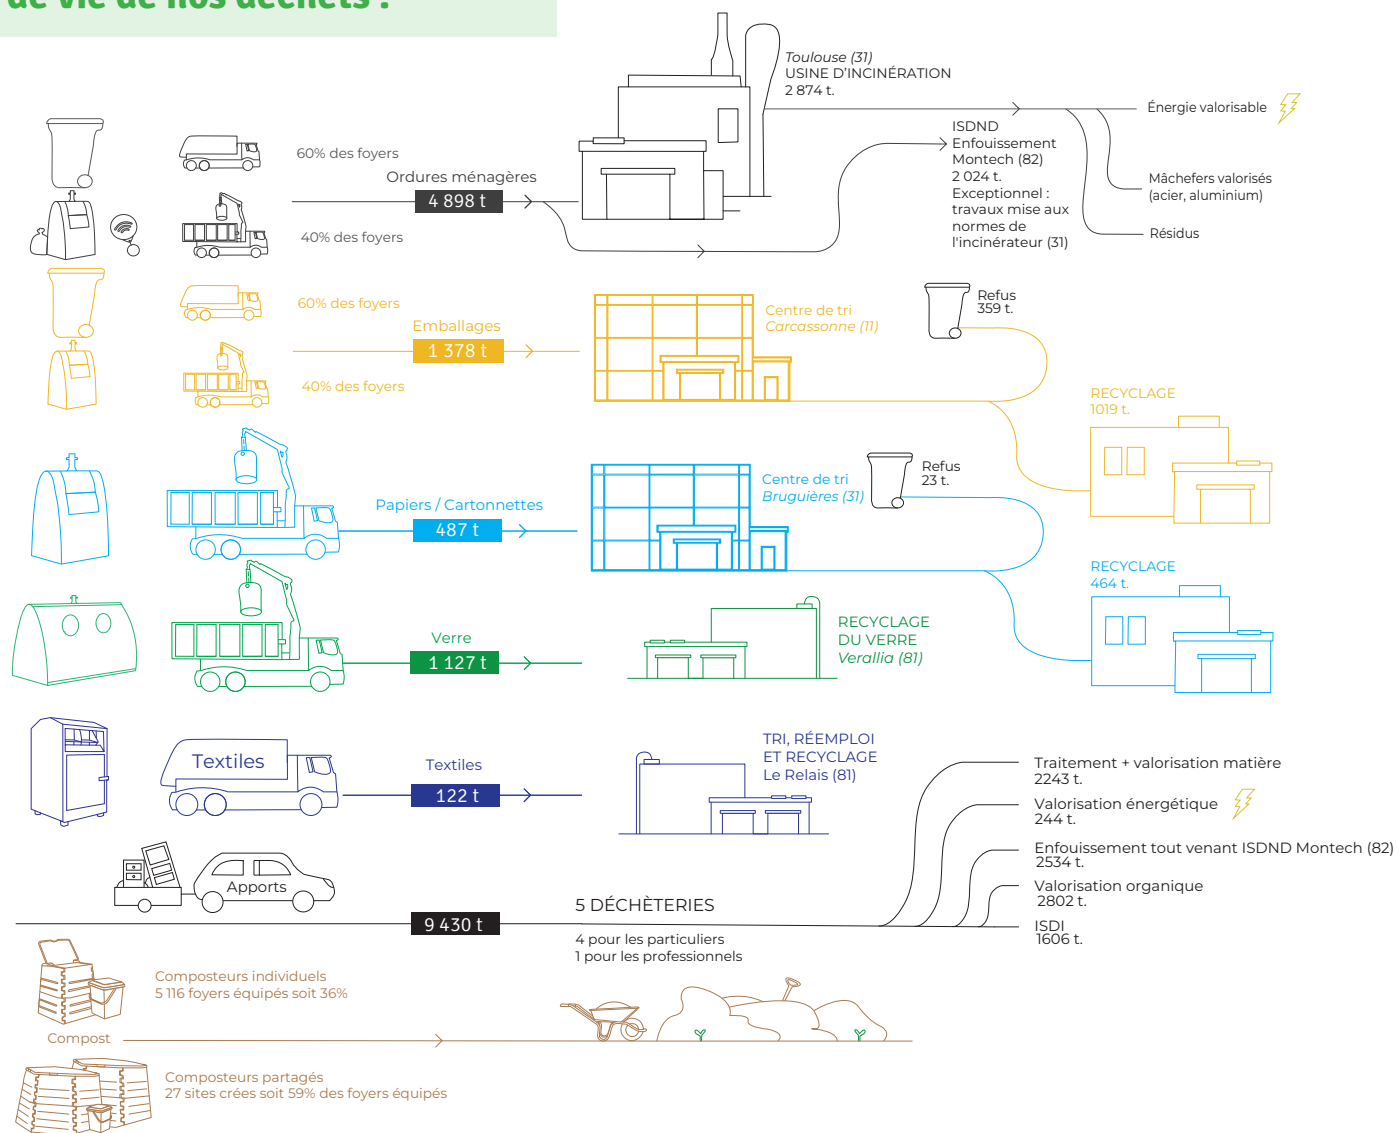 de vie de nos déchets :
Toulouse (31)
USINE D'INCINÉRATION
2 874 t.
Énergie valorisable
ISDND
Enfouissement
Montech (82)
2 024 t.
Exceptionnel :
travaux mise aux
normes de
l'incinérateur (31)
Mâchefers valorisés
(acier, aluminium)
Résidus
60% des foyers
Ordures ménagères
4 898 t
40% des foyers
60% des foyers
Emballages
1 378 t
40% des foyers
Centre de tri
Carcassonne (11)
Refus
359 t.
RECYCLAGE
1019 t.
Papiers / Cartonnettes
487 t
Centre de tri
Bruguières (31)
Refus
23 t.
RECYCLAGE
464 t.
Verre
1 127 t
RECYCLAGE
DU VERRE
Verallia (81)
Textiles
Textiles
122 t
TRI, RÉEMPLOI
ET RECYCLAGE
Le Relais (81)
Traitement + valorisation matière
2243 t.
Valorisation énergétique
244 t.
Enfouissement tout venant ISDND Montech (82)
2534 t.
Valorisation organique
2802 t.
ISDI
1606 t.
Apports
9 430 t
5 DÉCHÈTERIES
4 pour les particuliers
1 pour les professionnels
Composteurs individuels
5 116 foyers équipés soit 36%
Compost
Composteurs partagés
27 sites crées soit 59% des foyers équipés